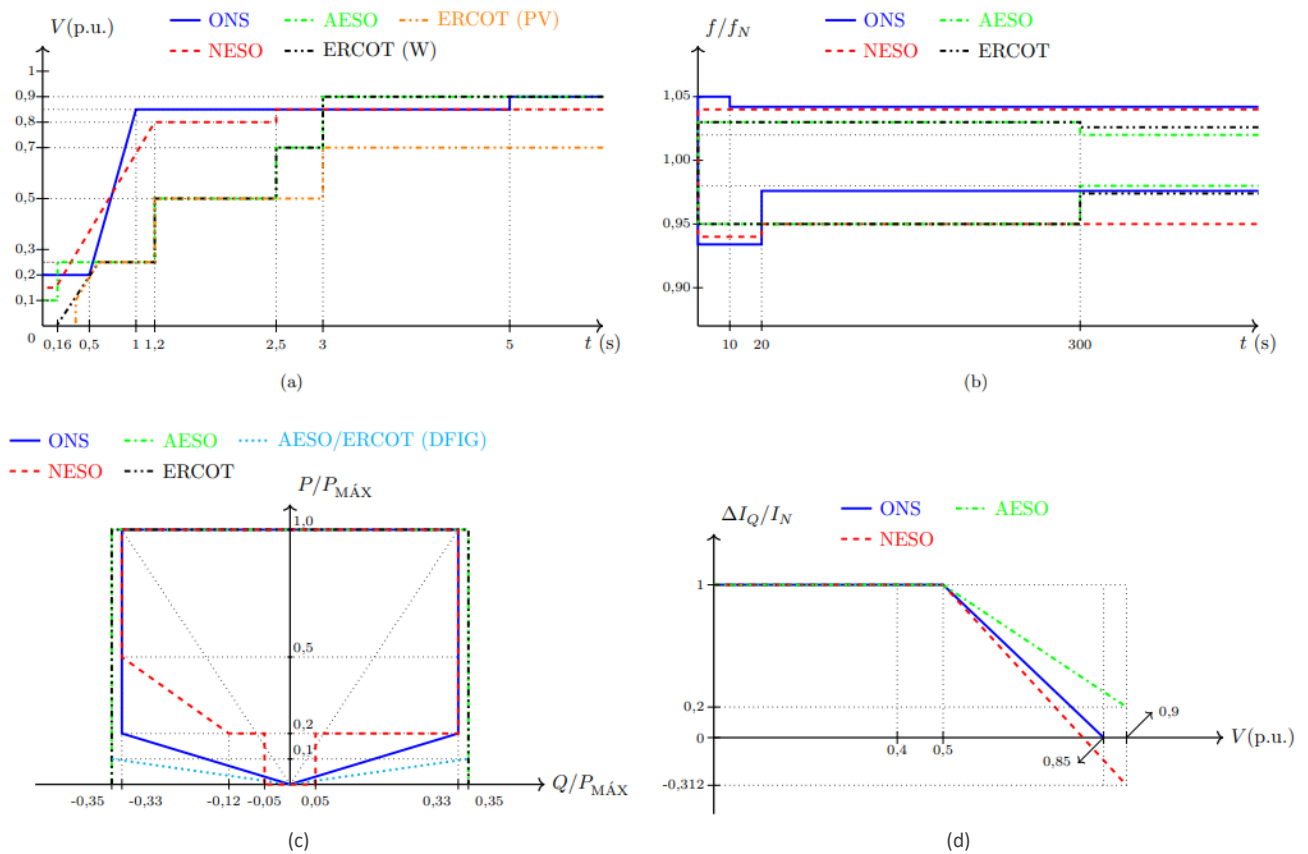 V(p.u.)
ONS
AESO
ERCOT (PV)
NESO
ERCOT (W)
1
0,9
0,8
0,7
0,5
0,3
0,2
0,1
0
0,16
0,5
1
1,2
2,5
3
5
t (s)
(a)
f/f_N
ONS
AESO
NESO
ERCOT
1,05
1,00
0,95
0,90
10
20
300
t (s)
(b)
ONS
AESO
AESO/ERCOT (DFIG)
NESO
ERCOT
P/P_MÁX
1,0
0,5
0,2
0,1
-0,35
-0,33
-0,12
-0,05
0,05
0,33
0,35
Q/P_MÁX
(c)
ΔI_Q/I_N
ONS
AESO
NESO
1
0,2
0
-0,312
0,4
0,5
0,85
0,9
V(p.u.)
(d)